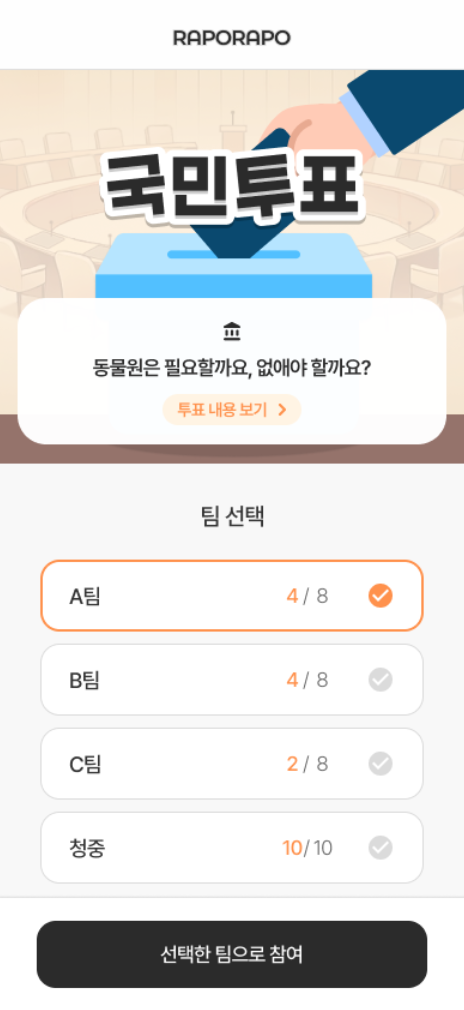 RAPORAPO
국민투표
동물원은 필요할까요, 없애야 할까요?
투표 내용 보기 >
팀 선택
A팀 4 / 8
B팀 4 / 8
C팀 2 / 8
청중 10 / 10
선택한 팀으로 참여